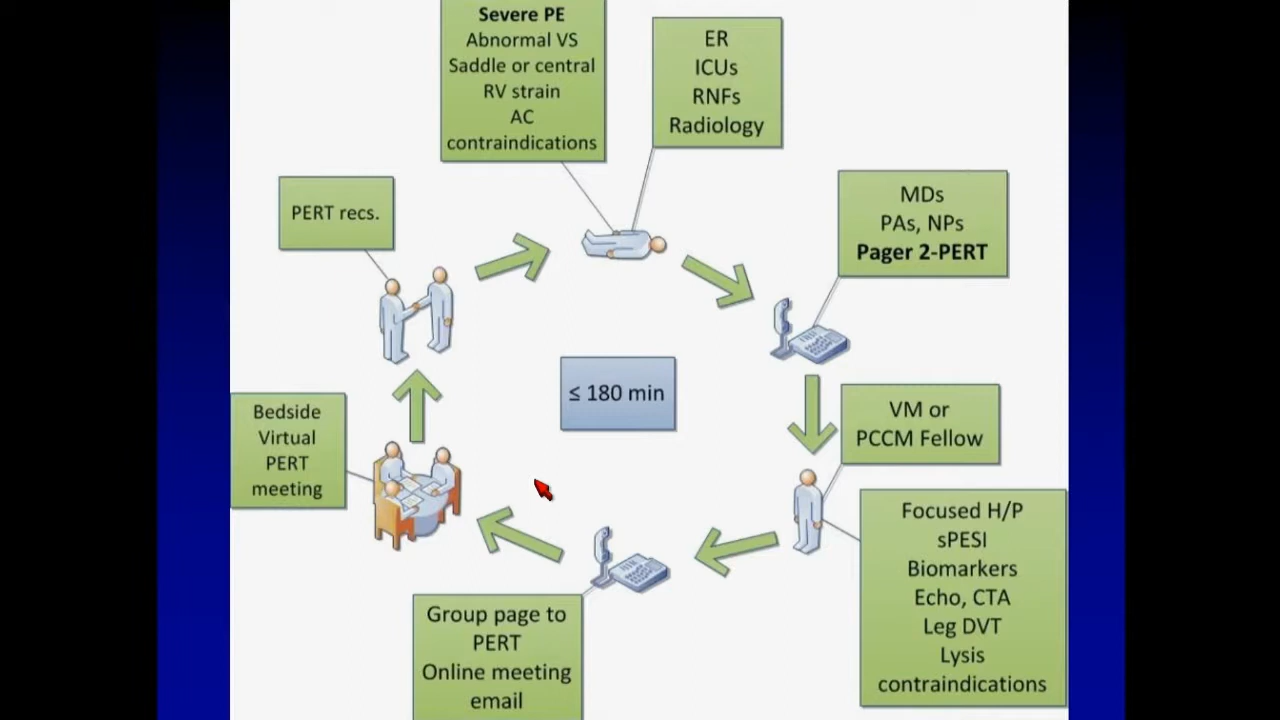 Severe PE
Abnormal VS
Saddle or central
RV strain
AC
contraindications
ER
ICUs
RNFs
Radiology
MDs
PAs, NPs
Pager 2-PERT
VM or
PCCM Fellow
Focused H/P
sPESI
Biomarkers
Echo, CTA
Leg DVT
Lysis
contraindications
Group page to
PERT
Online meeting
email
Bedside
Virtual
PERT
meeting
PERT recs.
≤ 180 min